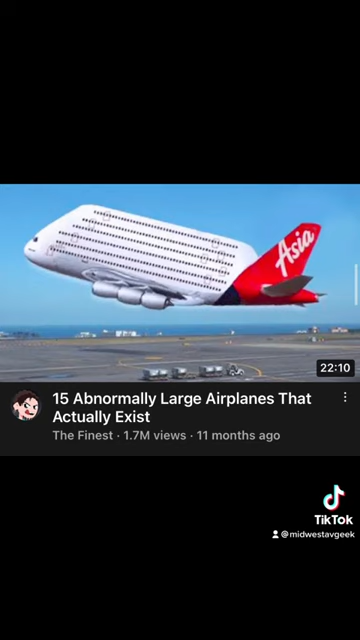 Asia
22:10
15 Abnormally Large Airplanes That
Actually Exist
The Finest · 1.7M views · 11 months ago
TikTok
@midwestavgeek